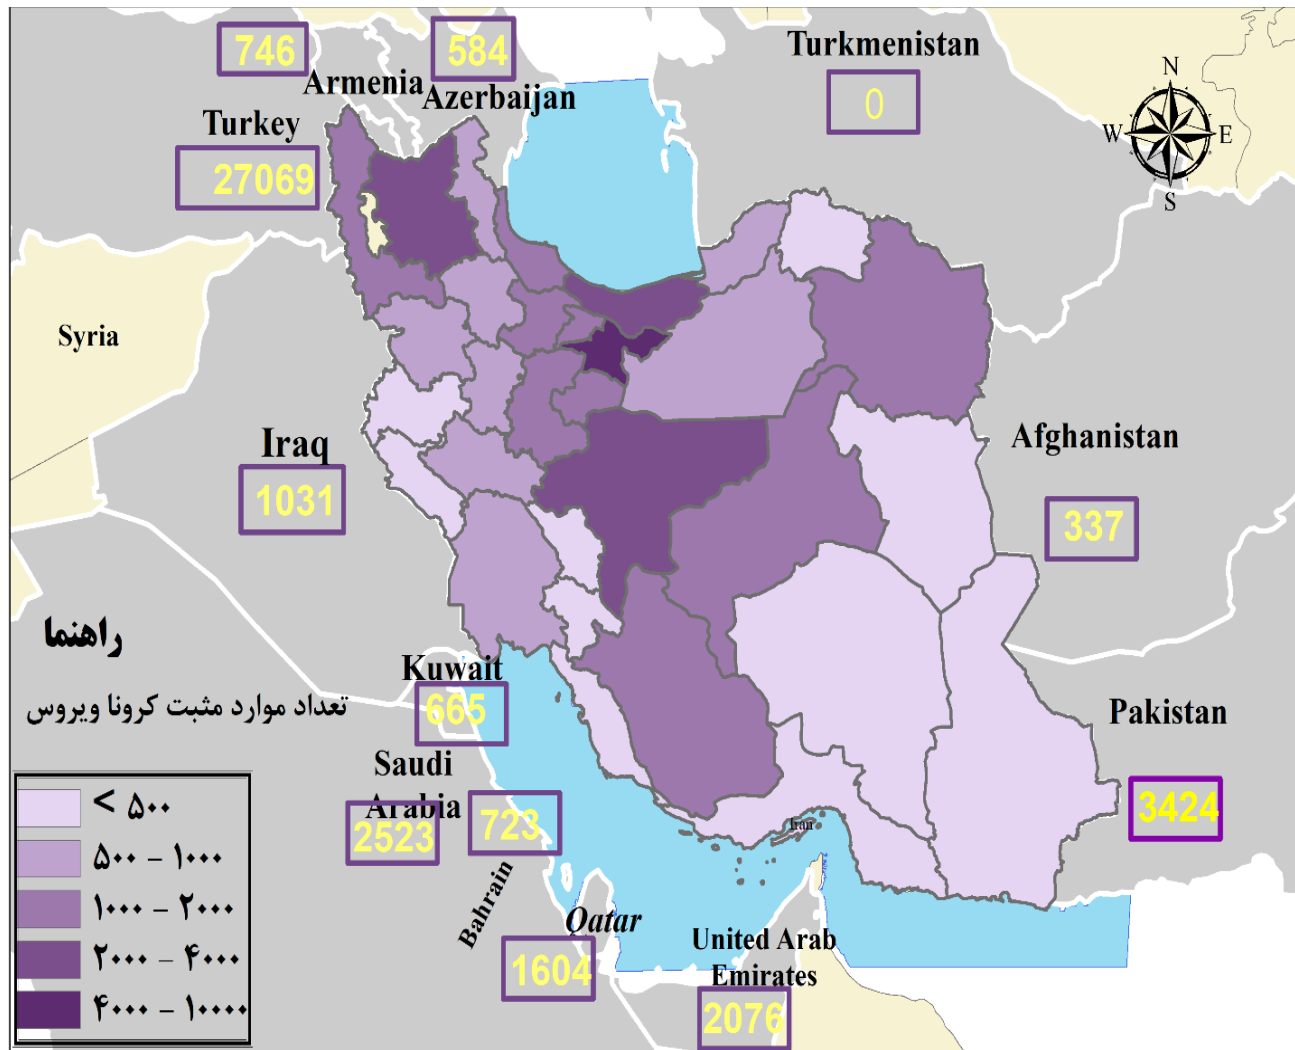 746
584
Turkmenistan
Armenia
Azerbaijan
0
N
W
E
S
Turkey
27069
Syria
Iraq
1031
Afghanistan
337
راهنما
Kuwait
665
تعداد موارد مثبت کرونا ویروس
Pakistan
3424
Saudi
Arabia
2523
723
Bahrain
Iran
Qatar
1604
United Arab
Emirates
2076
< ۵۰۰
۵۰۰ - ۱۰۰۰
۱۰۰۰ - ۲۰۰۰
۲۰۰۰ - ۴۰۰۰
۴۰۰۰ - ۱۰۰۰۰